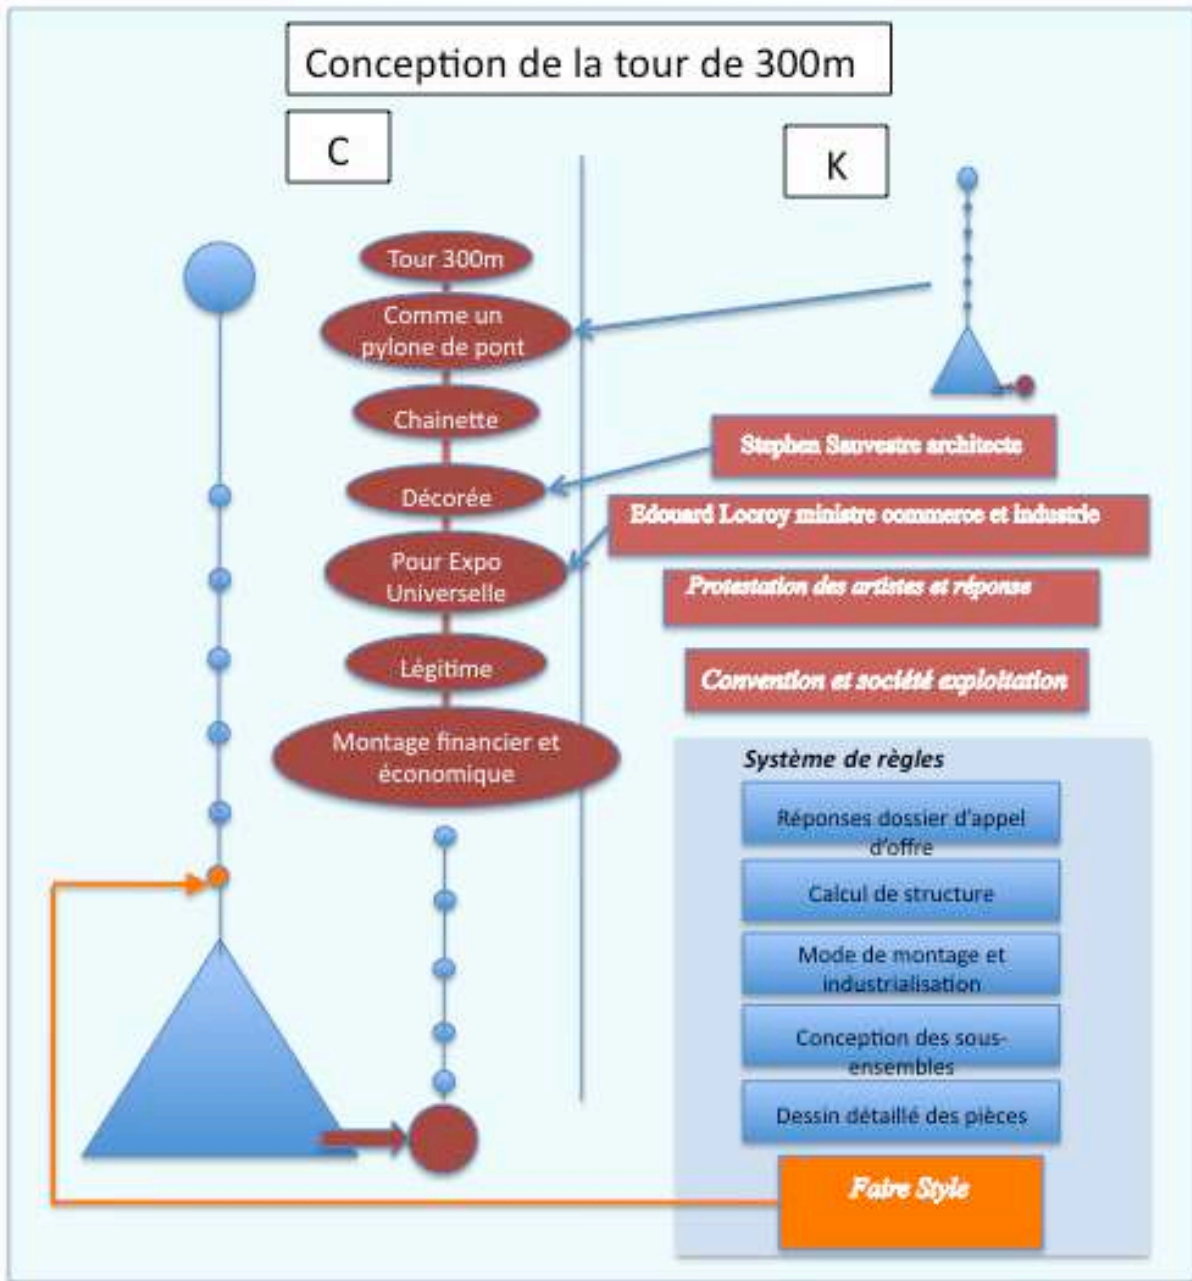 Conception de la tour de 300m
C
K
Tour 300m
Comme un
pylone de pont
Chainette
Décorée
Pour Expo
Universelle
Légitime
Montage financier et
économique
Stephen Sauvestre architecte
Edouard Locroy ministre commerce et industrie
Protestation des artistes et réponse
Convention et société exploitation
Système de règles
Réponses dossier d'appel
d'offre
Calcul de structure
Mode de montage et
industrialisation
Conception des sous-
ensembles
Dessin détaillé des pièces
Faire Style